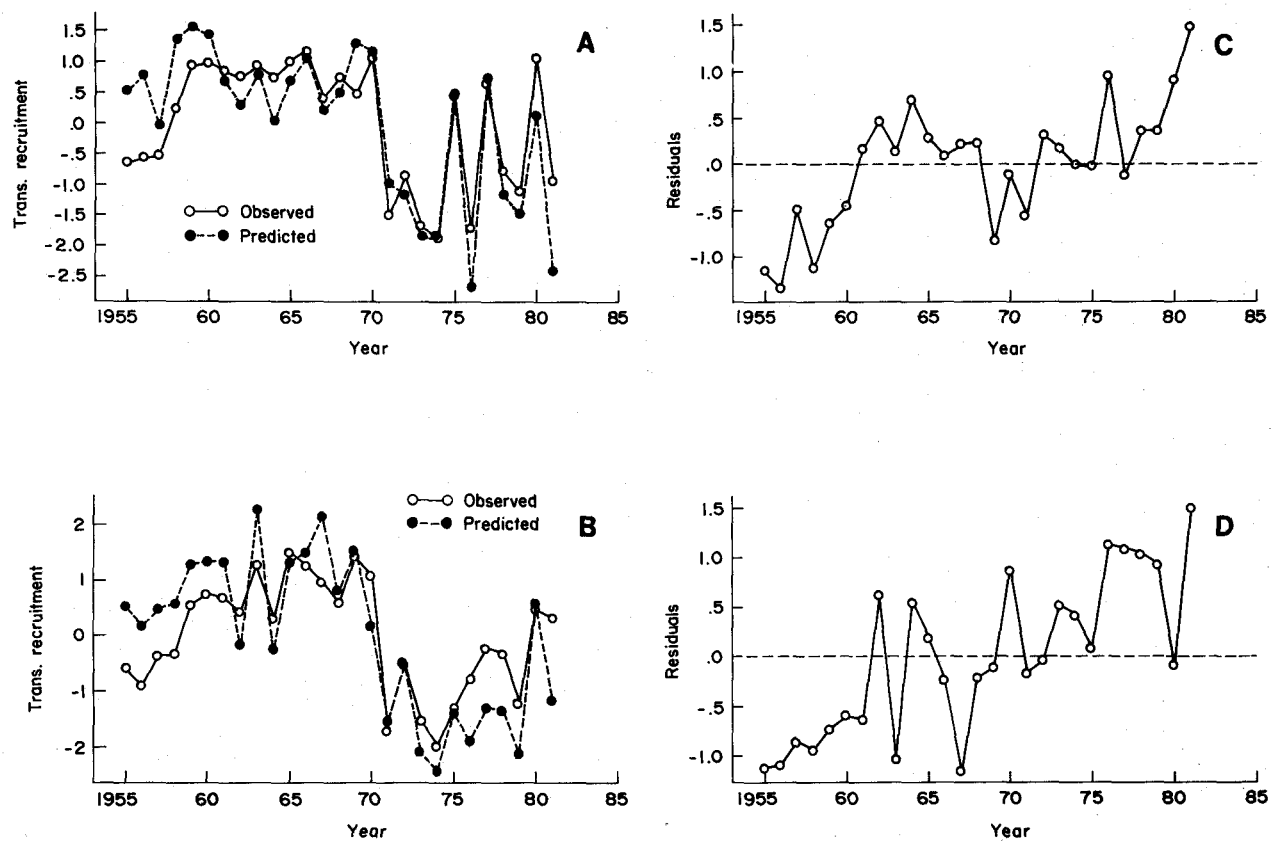 A
1.5
1.0
.5
.0
-.5
-1.0
-1.5
-2.0
-2.5
Trans. recruitment
Observed
Predicted
1955 60 65 70 75 80 85
Year
C
1.5
1.0
.5
.0
-.5
-1.0
Residuals
1955 60 65 70 75 80 85
Year
B
2
1
0
-1
-2
Trans. recruitment
Observed
Predicted
1955 60 65 70 75 80 85
Year
D
1.5
1.0
.5
.0
-.5
-1.0
Residuals
1955 60 65 70 75 80 85
Year